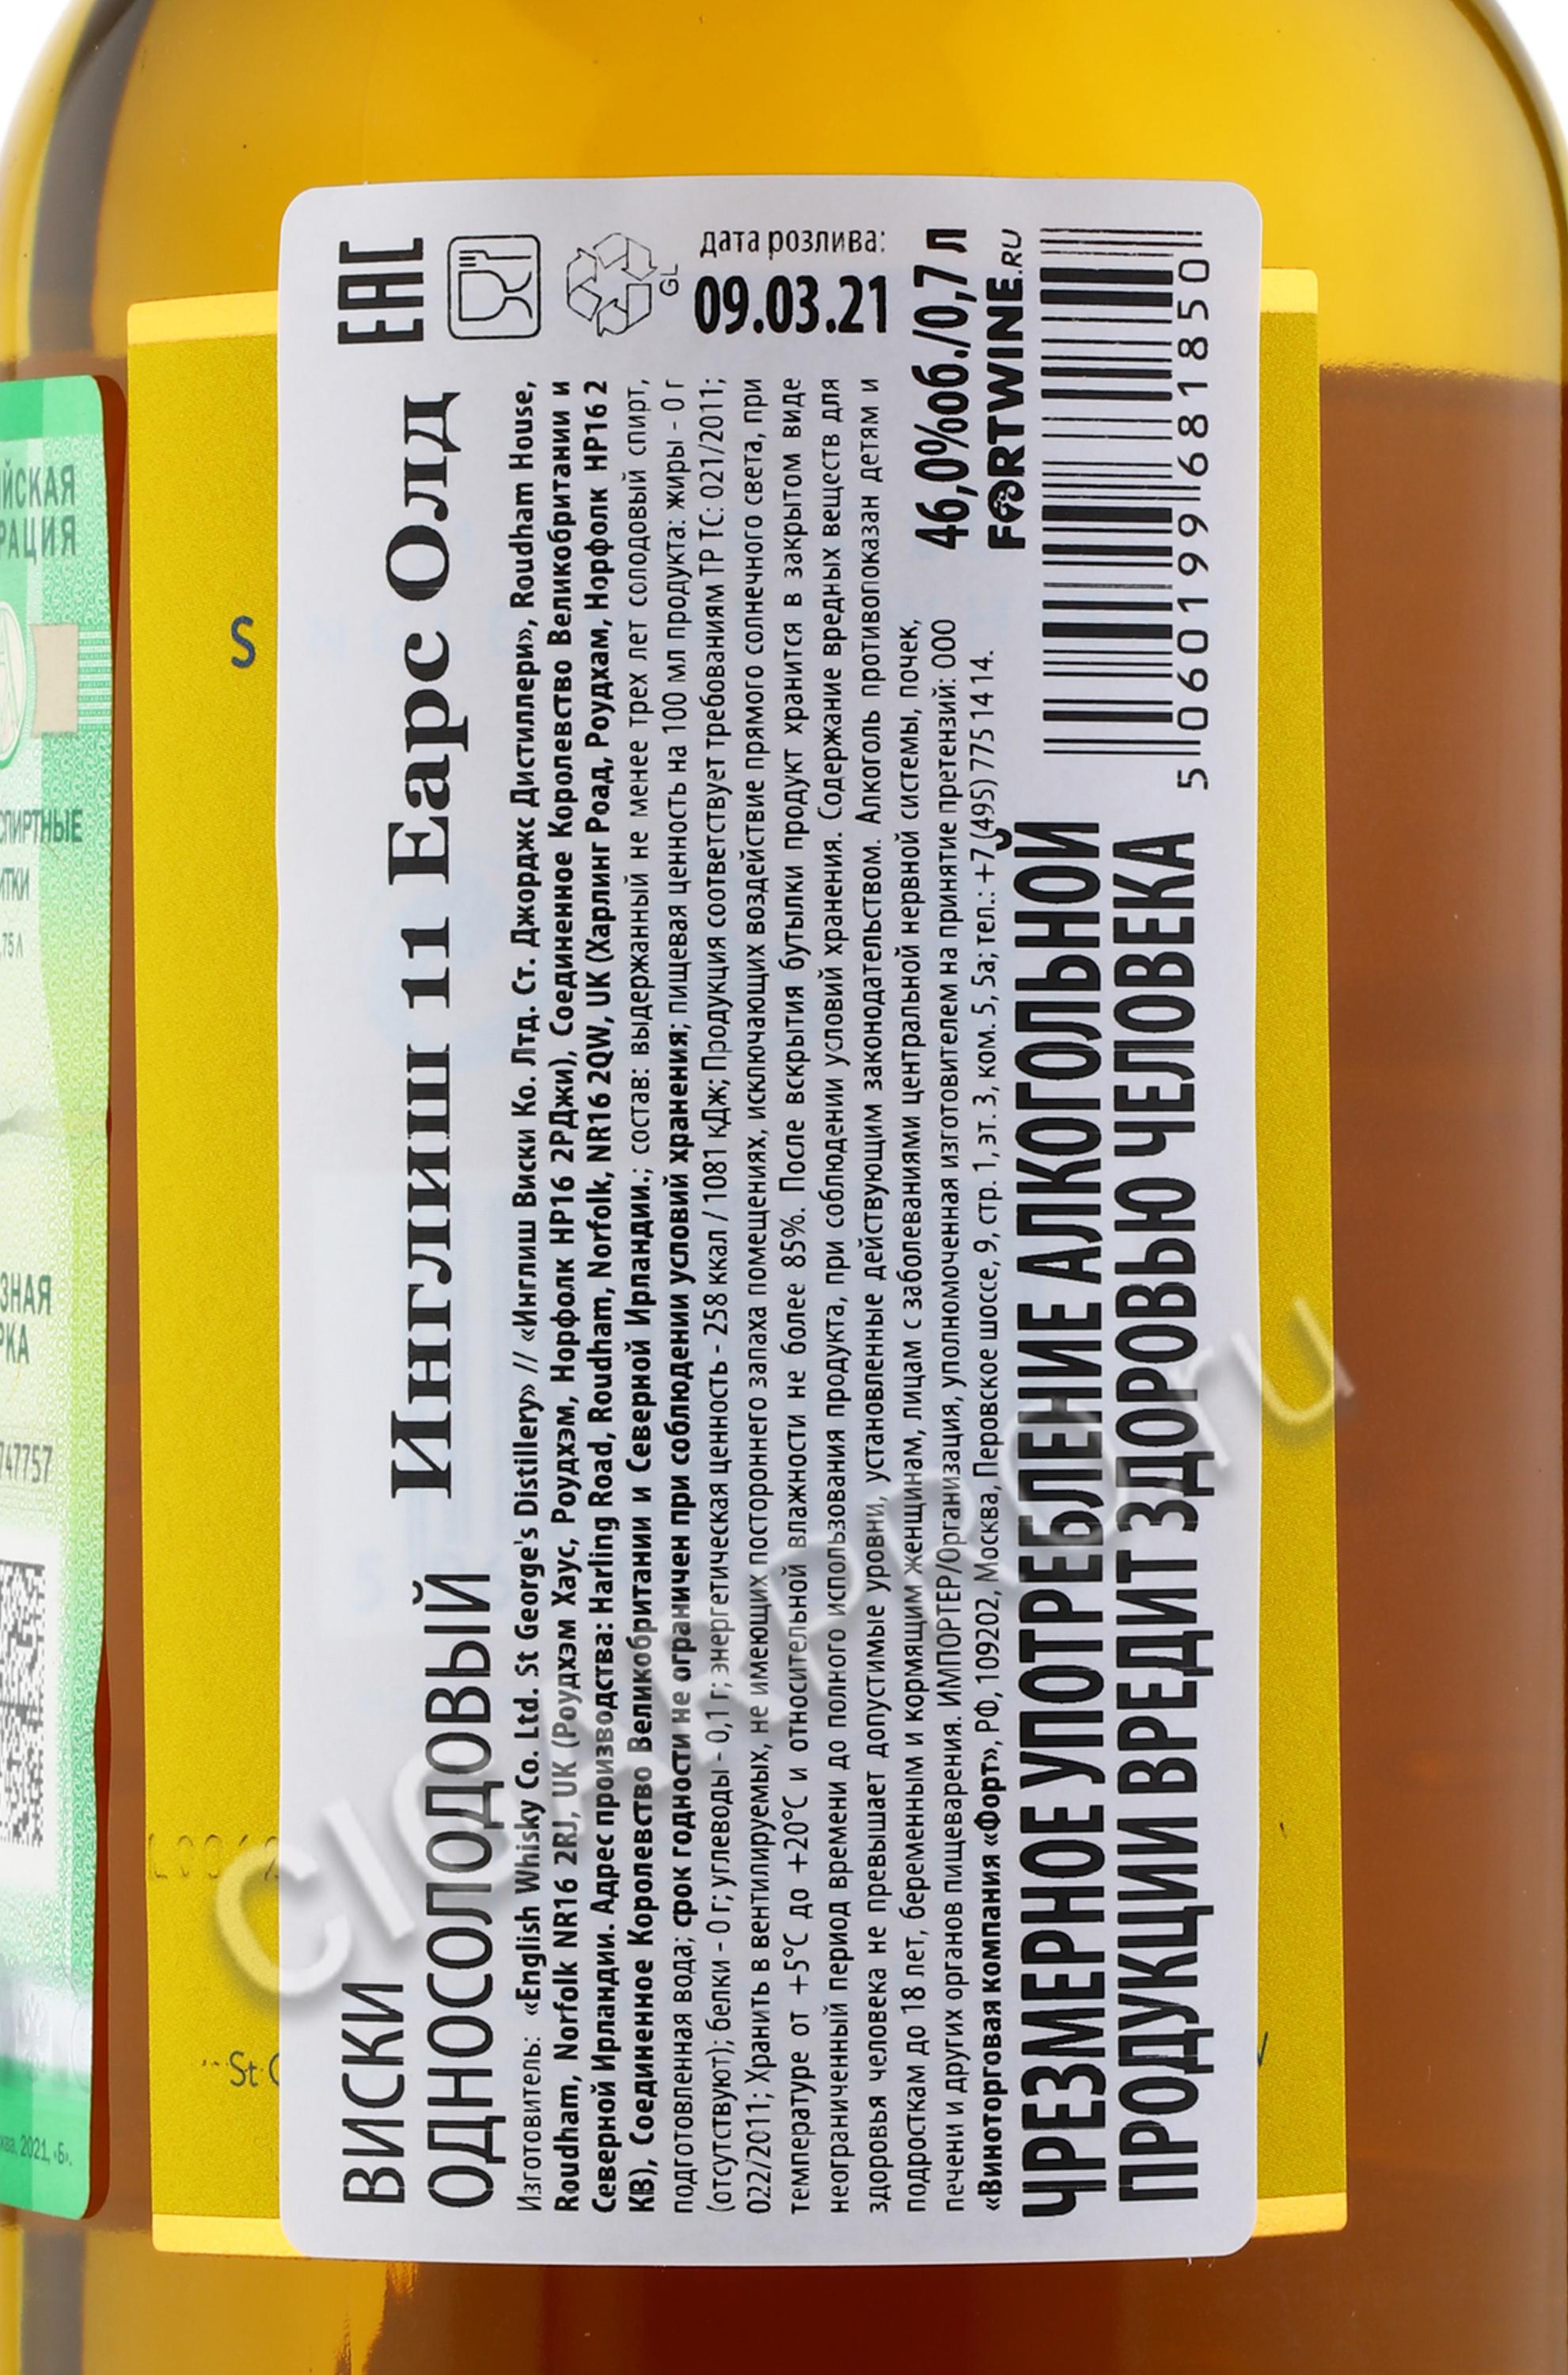 ВИСКИ
ОДНОСОЛОДОВЫЙ
Инглиш 11 Еарс Олд
EAC
Изготовитель: «English Whisky Co. Ltd. St George's Distillery» // «Инглиш Виски Ко. Лтд. Ст. Джорджс Дистиллери», Roudham House,
Roudham, Norfolk NR16 2RJ, UK (Роудхэм Хаус, Роудхэм, Норфолк НР16 2РДжи), Соединенное Королевство Великобритании и
Северной Ирландии. Адрес производства: Harling Road, Roudham, Norfolk, NR16 2QW, UK (Харлинг Роад, Роудхам, Норфолк НР16 2
КВ), Соединенное Королевство Великобритании и Северной Ирландии.; состав: выдержанный не менее трех лет солодовый спирт,
подготовленная вода; срок годности не ограничен при соблюдении условий хранения; пищевая ценность на 100 мл продукта: жиры - 0 г
(отсутствуют); белки - 0 г; углеводы - 0,1 г; энергетическая ценность - 258 ккал / 1081 кДж; Продукция соответствует требованиям ТР ТС: 021/2011;
022/2011; Хранить в вентилируемых, не имеющих постороннего запаха помещениях, исключающих воздействие прямого солнечного света, при
температуре от +5°С до +20°С и относительной влажности не более 85%. После вскрытия бутылки продукт хранится в закрытом виде
неограниченный период времени до полного использования продукта, при соблюдении условий хранения. Содержание вредных веществ для
здоровья человека не превышает допустимые уровни, установленные действующим законодательством. Алкоголь противопоказан детям и
подросткам до 18 лет, беременным и кормящим женщинам, лицам с заболеваниями центральной нервной системы, почек,
печени и других органов пищеварения. ИМПОРТЕР/Организация, уполномоченная изготовителем на принятие претензий: ООО
«Виноторговая компания «Форт», РФ, 109202, Москва, Перовское шоссе, 9, стр. 1, эт. 3, ком. 5, 5а; тел.: +7 (495) 775 14 14.
GL
дата розлива:
09.03.21
46,0%об./0,7 л
FORTWINE.RU
ЧРЕЗМЕРНОЕ УПОТРЕБЛЕНИЕ АЛКОГОЛЬНОЙ
ПРОДУКЦИИ ВРЕДИТ ЗДОРОВЬЮ ЧЕЛОВЕКА
5 060199 681850
CIGARPRO.ru
S
St
747757
2021, «Б».